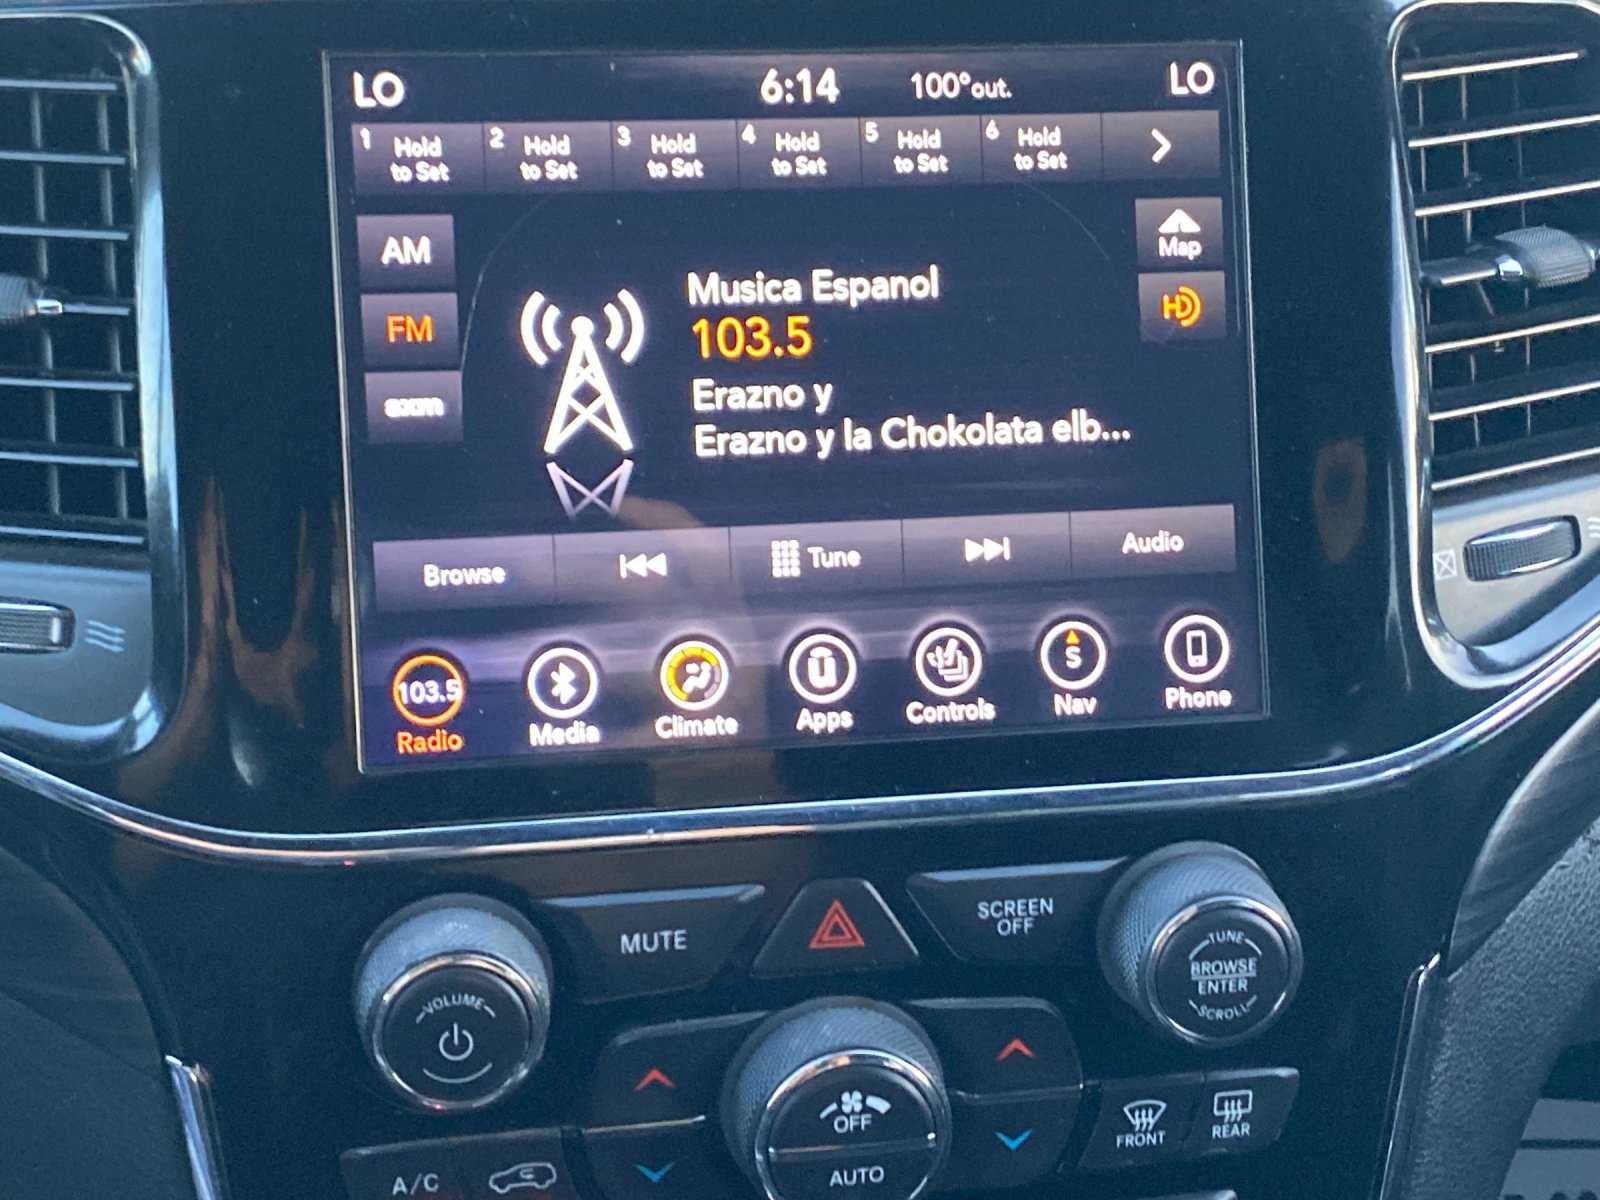 LO 6:14 100°out. LO
1 Hold to Set
2 Hold to Set
3 Hold to Set
4 Hold to Set
5 Hold to Set
6 Hold to Set
AM
Map
Musica Espanol
HD
FM
103.5
sxm
Erazno y
Erazno y la Chokolata elb...
Browse
Tune
Audio
103.5
S
Radio
Media
Climate
Apps
Controls
Nav
Phone
MUTE
SCREEN
OFF
TUNE
BROWSE
ENTER
SCROLL
VOLUME
OFF
AUTO
FRONT
REAR
A/C